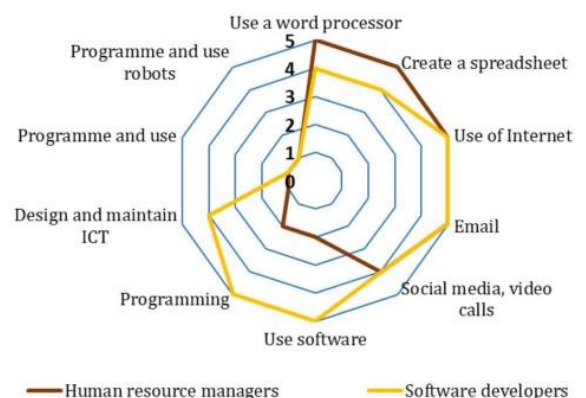 Use a word processor
Programme and use
robots
Create a spreadsheet
Programme and use
Use of Internet
Design and maintain
ICT
Email
Programming
Social media, video
calls
Use software
5
4
3
2
1
0
Human resource managers
Software developers